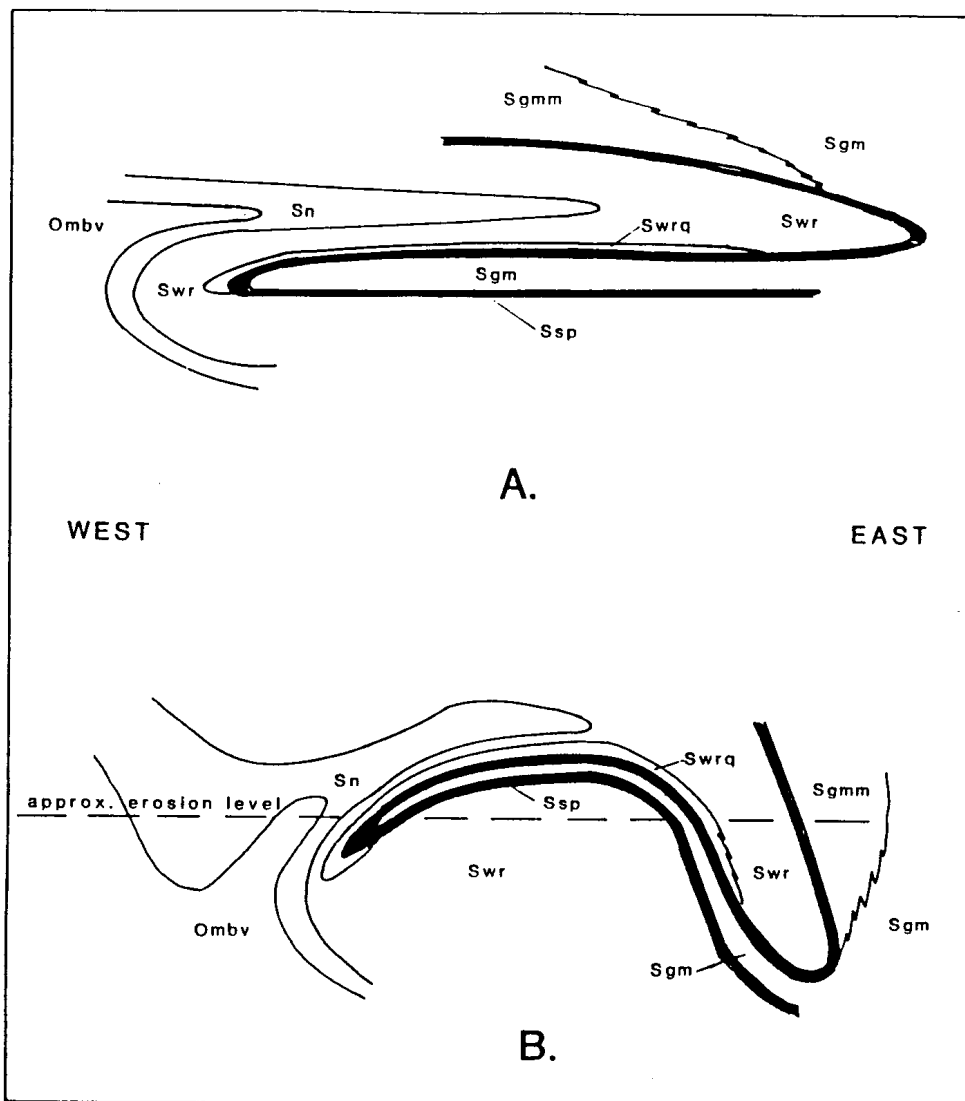 Sgmm
Sgm
Sn
Ombv
Swrq
Swr
Swr
Sgm
Ssp
A.
WEST
EAST
Swrq
Sn
Ssp
Sgmm
approx. erosion level
Swr
Swr
Ombv
Sgm
Sgm
B.